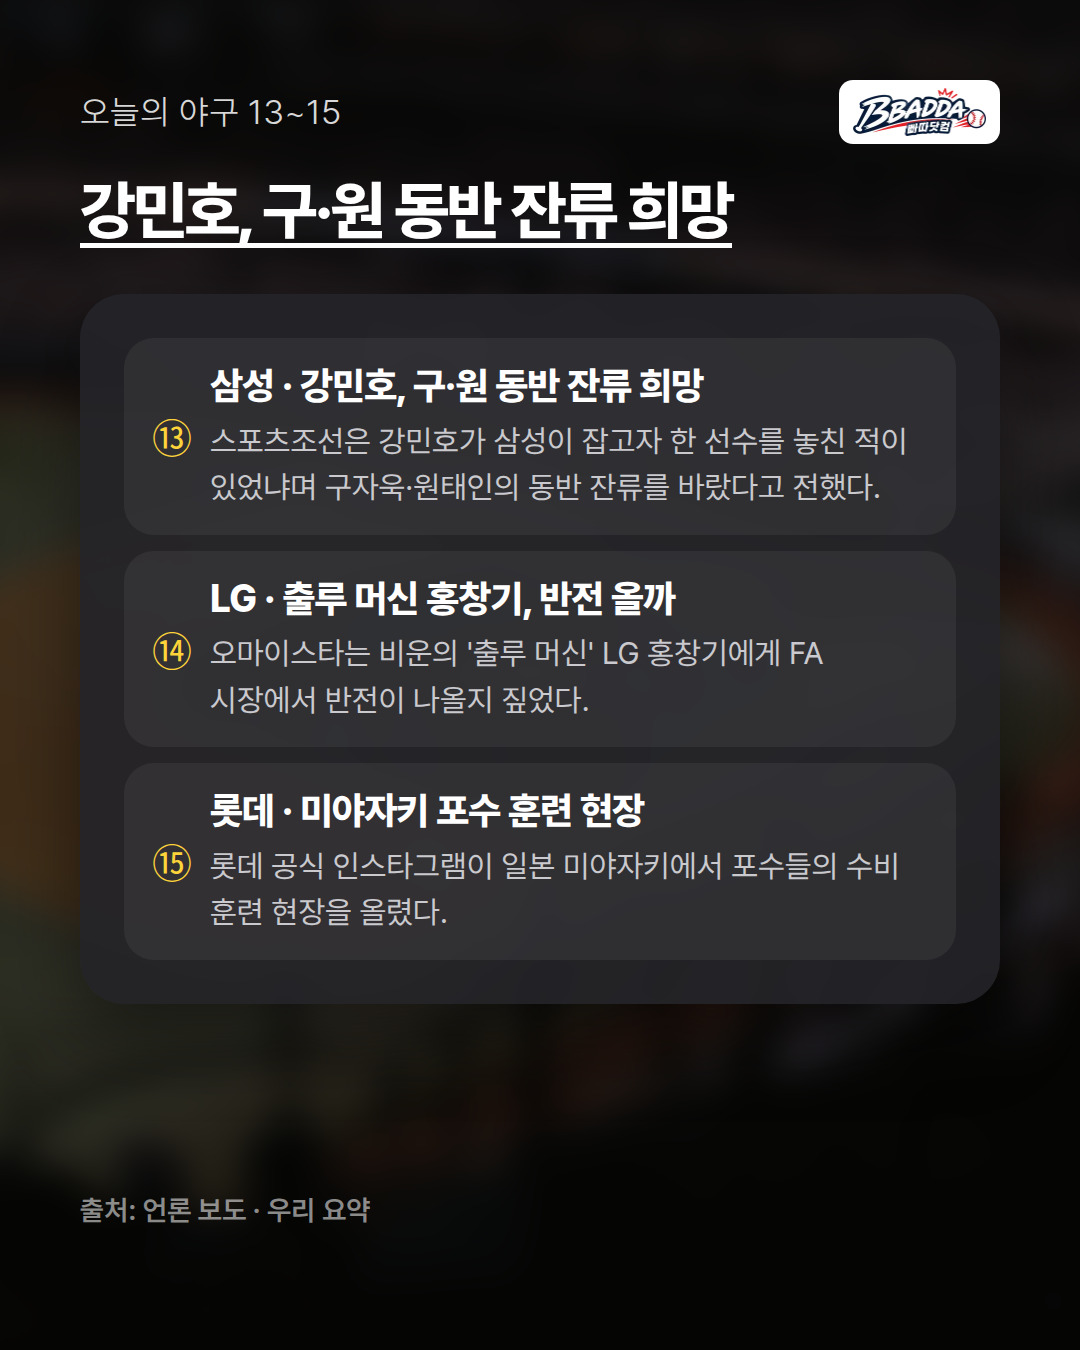 오늘의 야구 13~15
BBADDA
빠따닷컴
강민호, 구·원 동반 잔류 희망
삼성 · 강민호, 구·원 동반 잔류 희망
⑬ 스포츠조선은 강민호가 삼성이 잡고자 한 선수를 놓친 적이
있었냐며 구자욱·원태인의 동반 잔류를 바랐다고 전했다.
LG · 출루 머신 홍창기, 반전 올까
⑭ 오마이스타는 비운의 '출루 머신' LG 홍창기에게 FA
시장에서 반전이 나올지 짚었다.
롯데 · 미야자키 포수 훈련 현장
⑮ 롯데 공식 인스타그램이 일본 미야자키에서 포수들의 수비
훈련 현장을 올렸다.
출처: 언론 보도 · 우리 요약